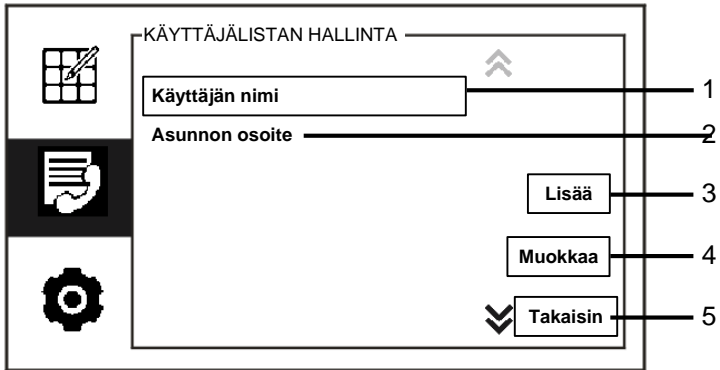 KÄYTTÄJÄLISTAN HALLINTA
Käyttäjän nimi
1
Asunnon osoite
2
Lisää
3
Muokkaa
4
Takaisin
5